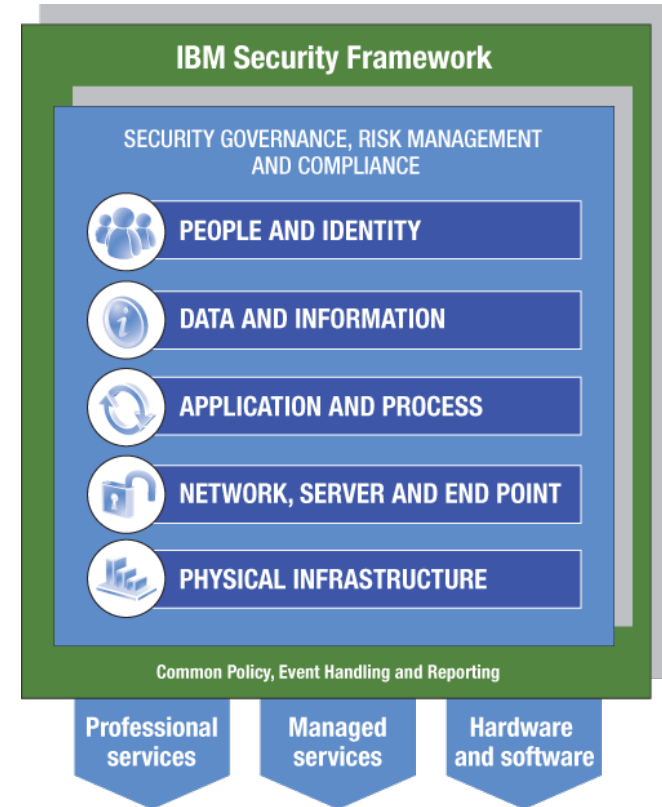 IBM Security Framework
SECURITY GOVERNANCE, RISK MANAGEMENT
AND COMPLIANCE
PEOPLE AND IDENTITY
DATA AND INFORMATION
APPLICATION AND PROCESS
NETWORK, SERVER AND END POINT
PHYSICAL INFRASTRUCTURE
Common Policy, Event Handling and Reporting
Professional
services
Managed
services
Hardware
and software